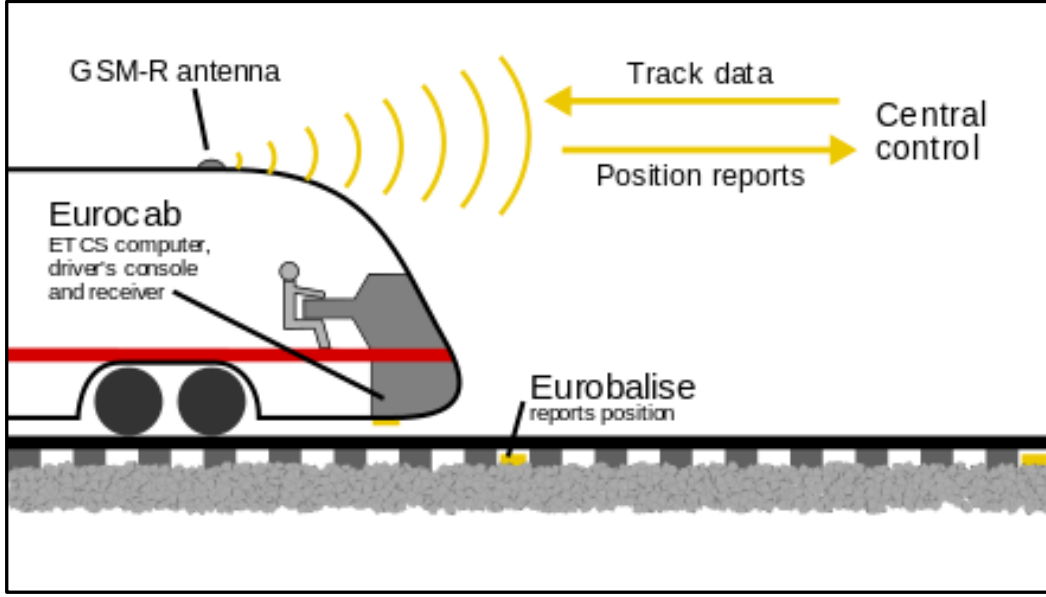 GSM-R antenna
Track data
Central
control
Position reports
Eurocab
ETCS computer,
driver's console
and receiver
Eurobalise
reports position